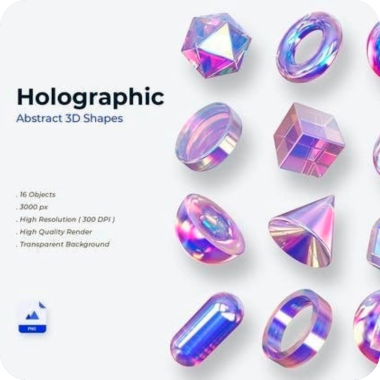 Holographic
Abstract 3D Shapes
. 16 Objects
. 3000 px
. High Resolution ( 300 DPI )
. High Quality Render
. Transparent Background
PNG